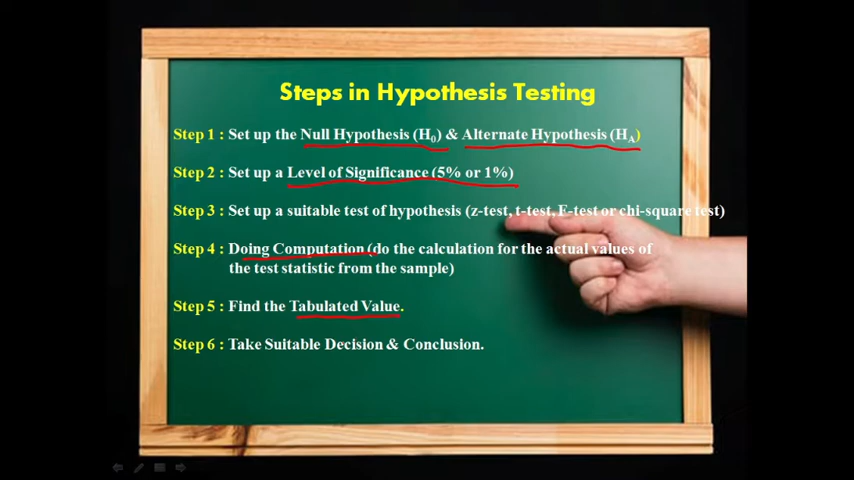 Steps in Hypothesis Testing
Step 1 : Set up the Null Hypothesis (H₀) & Alternate Hypothesis (Hₐ)
Step 2 : Set up a Level of Significance (5% or 1%)
Step 3 : Set up a suitable test of hypothesis (z-test, t-test, F-test or chi-square test)
Step 4 : Doing Computation (do the calculation for the actual values of
the test statistic from the sample)
Step 5 : Find the Tabulated Value.
Step 6 : Take Suitable Decision & Conclusion.